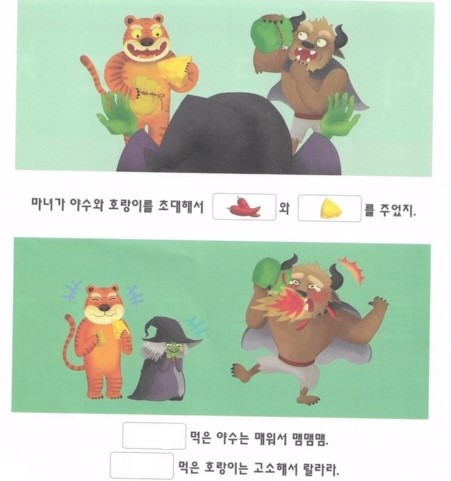 마녀가 야수와 호랑이를 초대해서 와 를 주었지.
먹은 야수는 매워서 맴맴맴.
먹은 호랑이는 고소해서 랄라라.